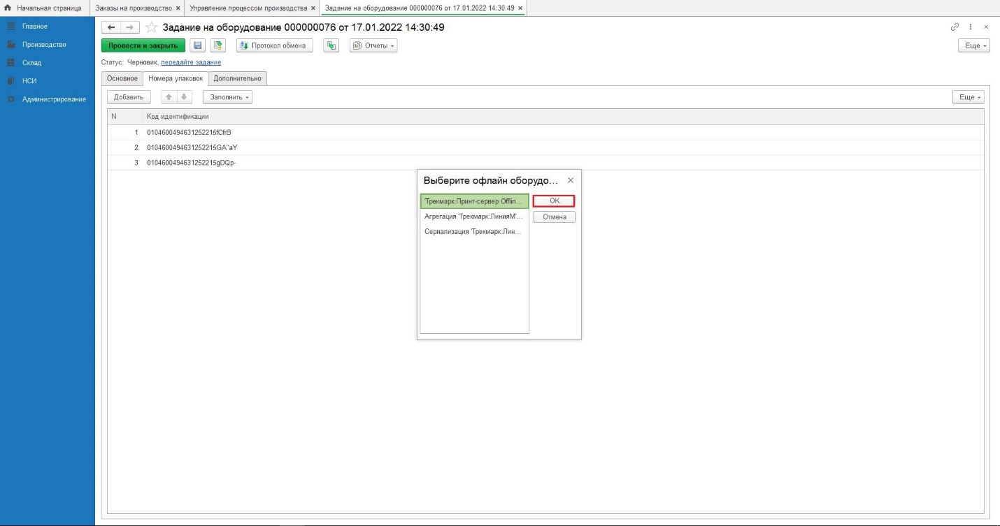 Начальная страница
Заказы на производство ×
Управление процессом производства ×
Задание на оборудование 000000076 от 17.01.2022 14:30:49 ×
Главное
Производство
Склад
НСИ
Администрирование
Задание на оборудование 000000076 от 17.01.2022 14:30:49
Провести и закрыть
Протокол обмена
Отчеты
Еще
Статус: Черновик, передайте задание
Основное
Номера упаковок
Дополнительно
Добавить
Заполнить
Еще
N Код идентификации
1 0104600494631252215fCfrB
2 0104600494631252215GA"aY
3 0104600494631252215gDQp-
Выберите офлайн оборудо...
'Трекмарк:Принт-сервер Offlin...
OK
Агрегация 'Трекмарк:ЛинияМ'...
Отмена
Сериализация 'Трекмарк:Лин...